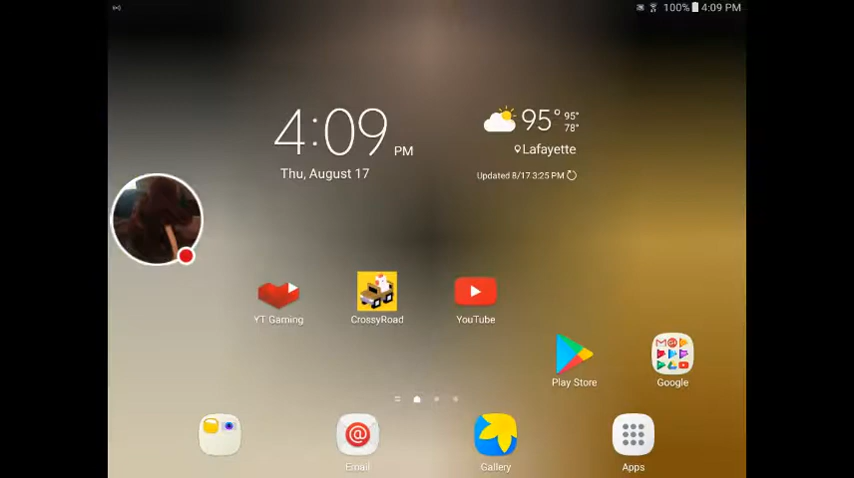 100% 4:09 PM
4:09 PM
Thu, August 17
95° 95°
78°
Lafayette
Updated 8/17 3:25 PM
YT Gaming
CrossyRoad
YouTube
Play Store
Google
Email
Gallery
Apps